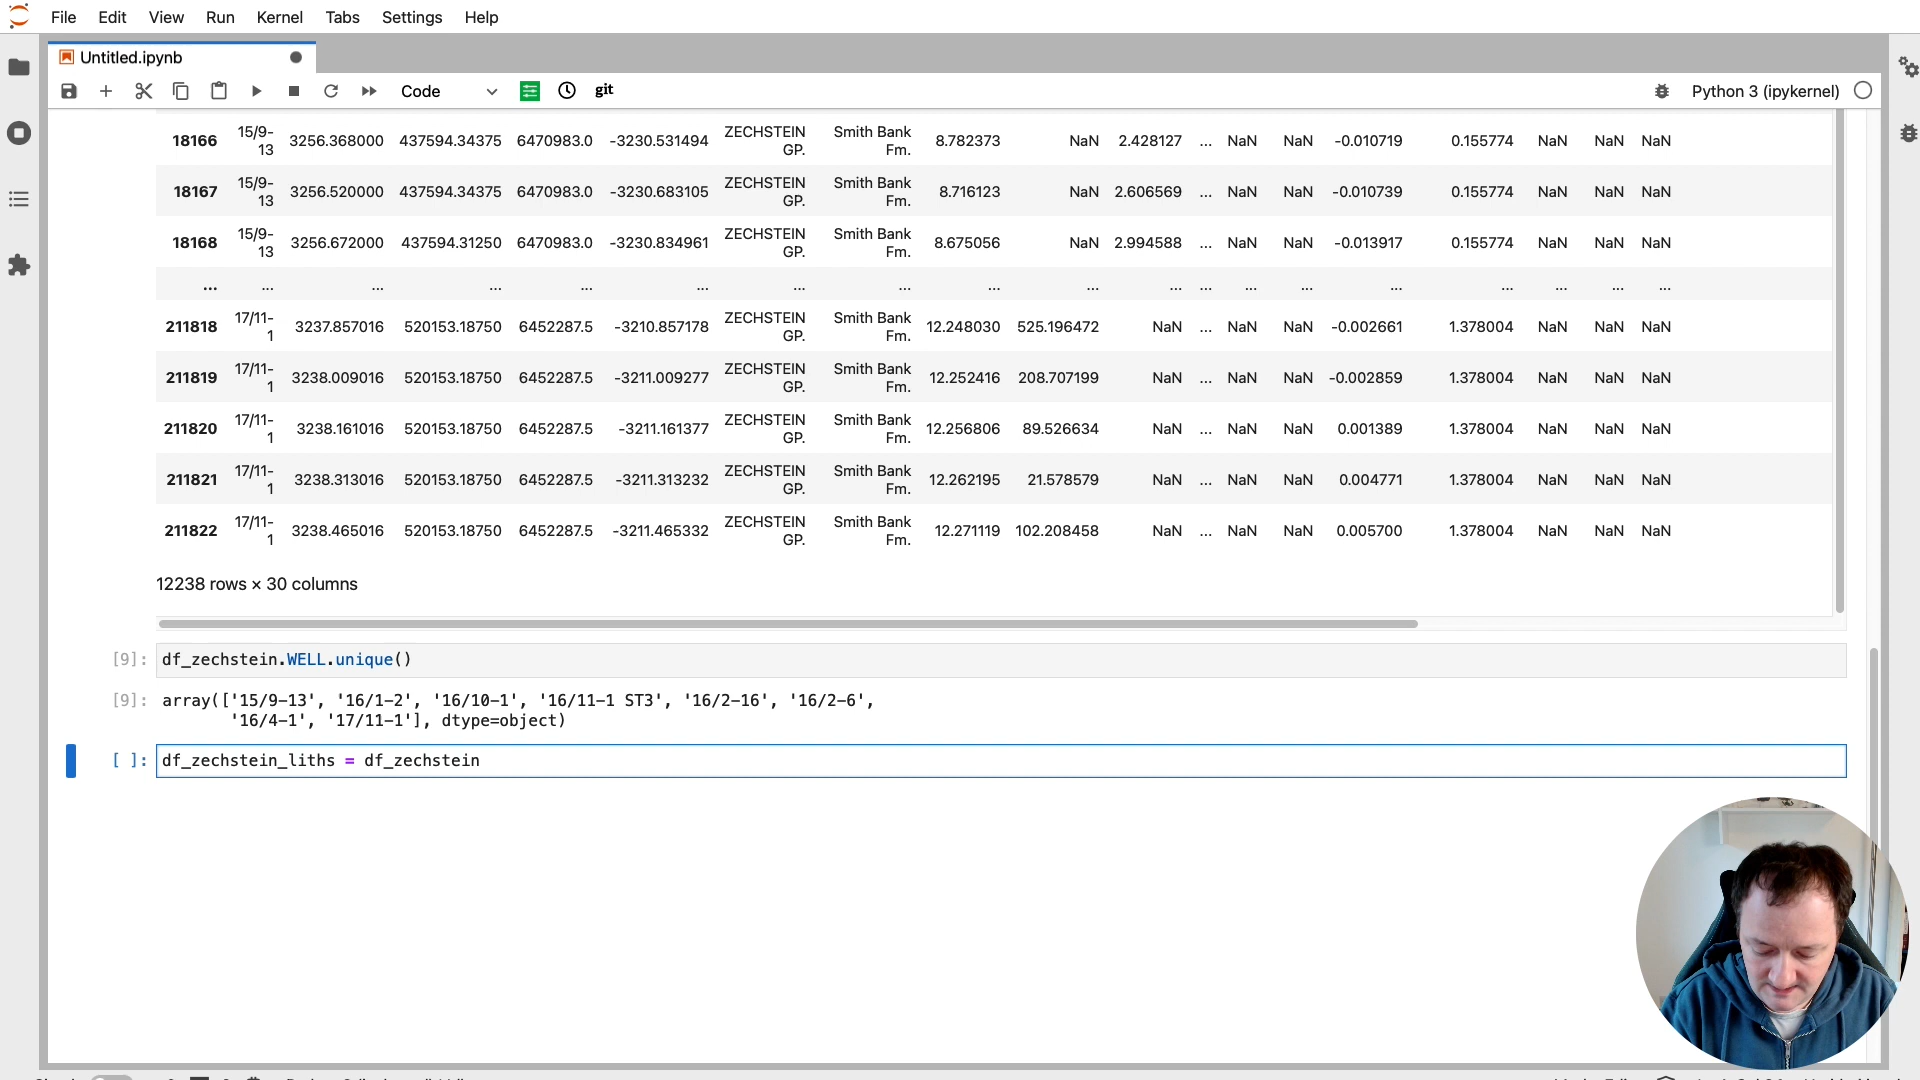 File Edit View Run Kernel Tabs Settings Help
Untitled.ipynb
Code git Python 3 (ipykernel)
18166 15/9-13 3256.368000 437594.34375 6470983.0 -3230.531494 ZECHSTEIN GP. Smith Bank Fm. 8.782373 NaN 2.428127 ... NaN NaN -0.010719 0.155774 NaN NaN NaN
18167 15/9-13 3256.520000 437594.34375 6470983.0 -3230.683105 ZECHSTEIN GP. Smith Bank Fm. 8.716123 NaN 2.606569 ... NaN NaN -0.010739 0.155774 NaN NaN NaN
18168 15/9-13 3256.672000 437594.31250 6470983.0 -3230.834961 ZECHSTEIN GP. Smith Bank Fm. 8.675056 NaN 2.994588 ... NaN NaN -0.013917 0.155774 NaN NaN NaN
... ... ... ... ... ... ... ... ... ... ... ... ... ... ... ... ... ... ...
211818 17/11-1 3237.857016 520153.18750 6452287.5 -3210.857178 ZECHSTEIN GP. Smith Bank Fm. 12.248030 525.196472 NaN ... NaN NaN -0.002661 1.378004 NaN NaN NaN
211819 17/11-1 3238.009016 520153.18750 6452287.5 -3211.009277 ZECHSTEIN GP. Smith Bank Fm. 12.252416 208.707199 NaN ... NaN NaN -0.002859 1.378004 NaN NaN NaN
211820 17/11-1 3238.161016 520153.18750 6452287.5 -3211.161377 ZECHSTEIN GP. Smith Bank Fm. 12.256806 89.526634 NaN ... NaN NaN 0.001389 1.378004 NaN NaN NaN
211821 17/11-1 3238.313016 520153.18750 6452287.5 -3211.313232 ZECHSTEIN GP. Smith Bank Fm. 12.262195 21.578579 NaN ... NaN NaN 0.004771 1.378004 NaN NaN NaN
211822 17/11-1 3238.465016 520153.18750 6452287.5 -3211.465332 ZECHSTEIN GP. Smith Bank Fm. 12.271119 102.208458 NaN ... NaN NaN 0.005700 1.378004 NaN NaN NaN
12238 rows × 30 columns
[9]: df_zechstein.WELL.unique()
[9]: array(['15/9-13', '16/1-2', '16/10-1', '16/11-1 ST3', '16/2-16', '16/2-6',
'16/4-1', '17/11-1'], dtype=object)
[ ]: df_zechstein_liths = df_zechstein